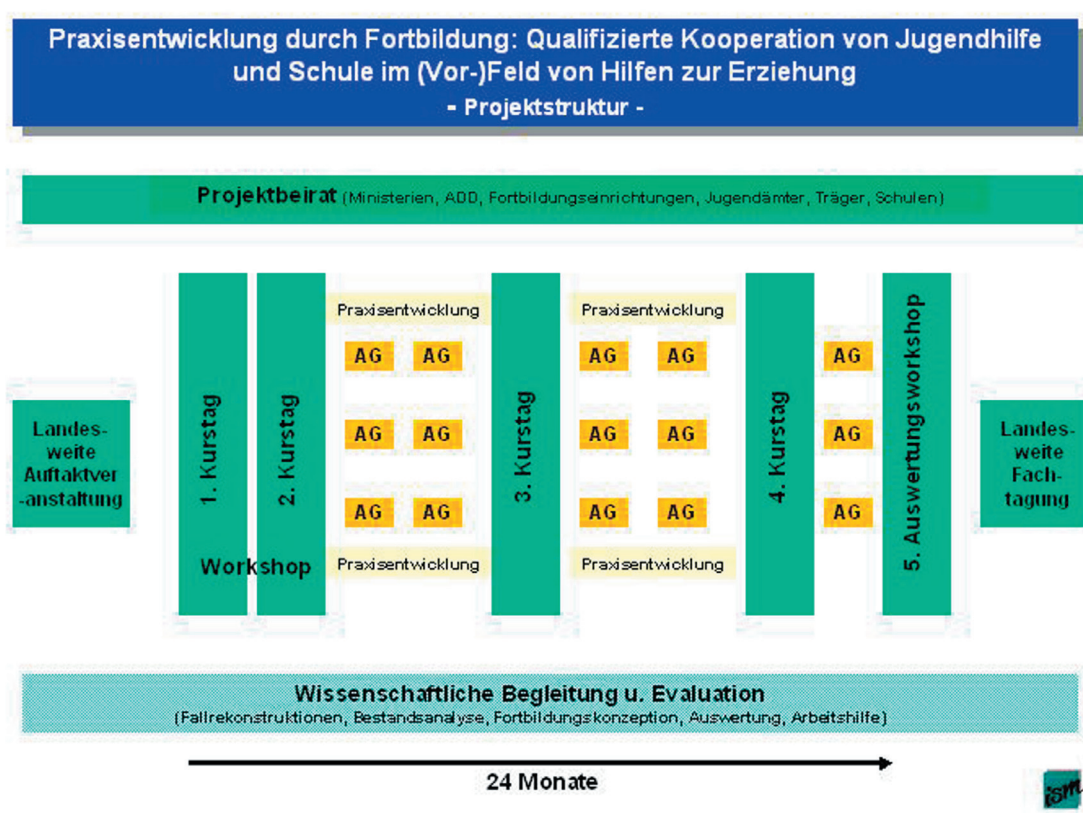 Praxisentwicklung durch Fortbildung: Qualifizierte Kooperation von Jugendhilfe
und Schule im (Vor-)Feld von Hilfen zur Erziehung
- Projektstruktur -
Projektbeirat (Ministerien, ADD, Fortbildungseinrichtungen, Jugendämter, Träger, Schulen)
Landes-
weite
Auftaktver
-anstaltung
1. Kurstag
2. Kurstag
Workshop
Praxisentwicklung
AG AG
AG AG
AG AG
Praxisentwicklung
3. Kurstag
Praxisentwicklung
AG AG
AG AG
AG AG
Praxisentwicklung
4. Kurstag
AG
AG
AG
5. Auswertungsworkshop
Landes-
weite
Fach-
tagung
Wissenschaftliche Begleitung u. Evaluation
(Fallrekonstruktionen, Bestandsanalyse, Fortbildungskonzeption, Auswertung, Arbeitshilfe)
24 Monate
ism